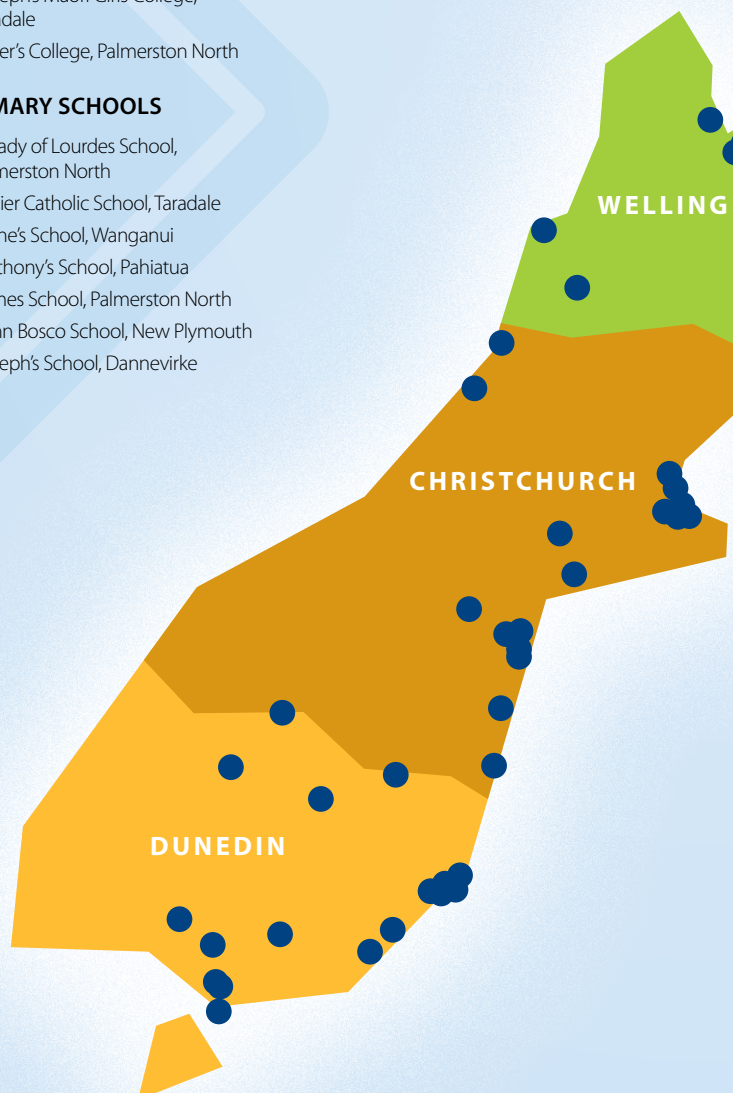 dale
er's College, Palmerston North
MARY SCHOOLS
ady of Lourdes School,
merston North
ier Catholic School, Taradale
ne's School, Wanganui
thony's School, Pahiatua
nes School, Palmerston North
n Bosco School, New Plymouth
eph's School, Dannevirke
WELLING
CHRISTCHURCH
DUNEDIN